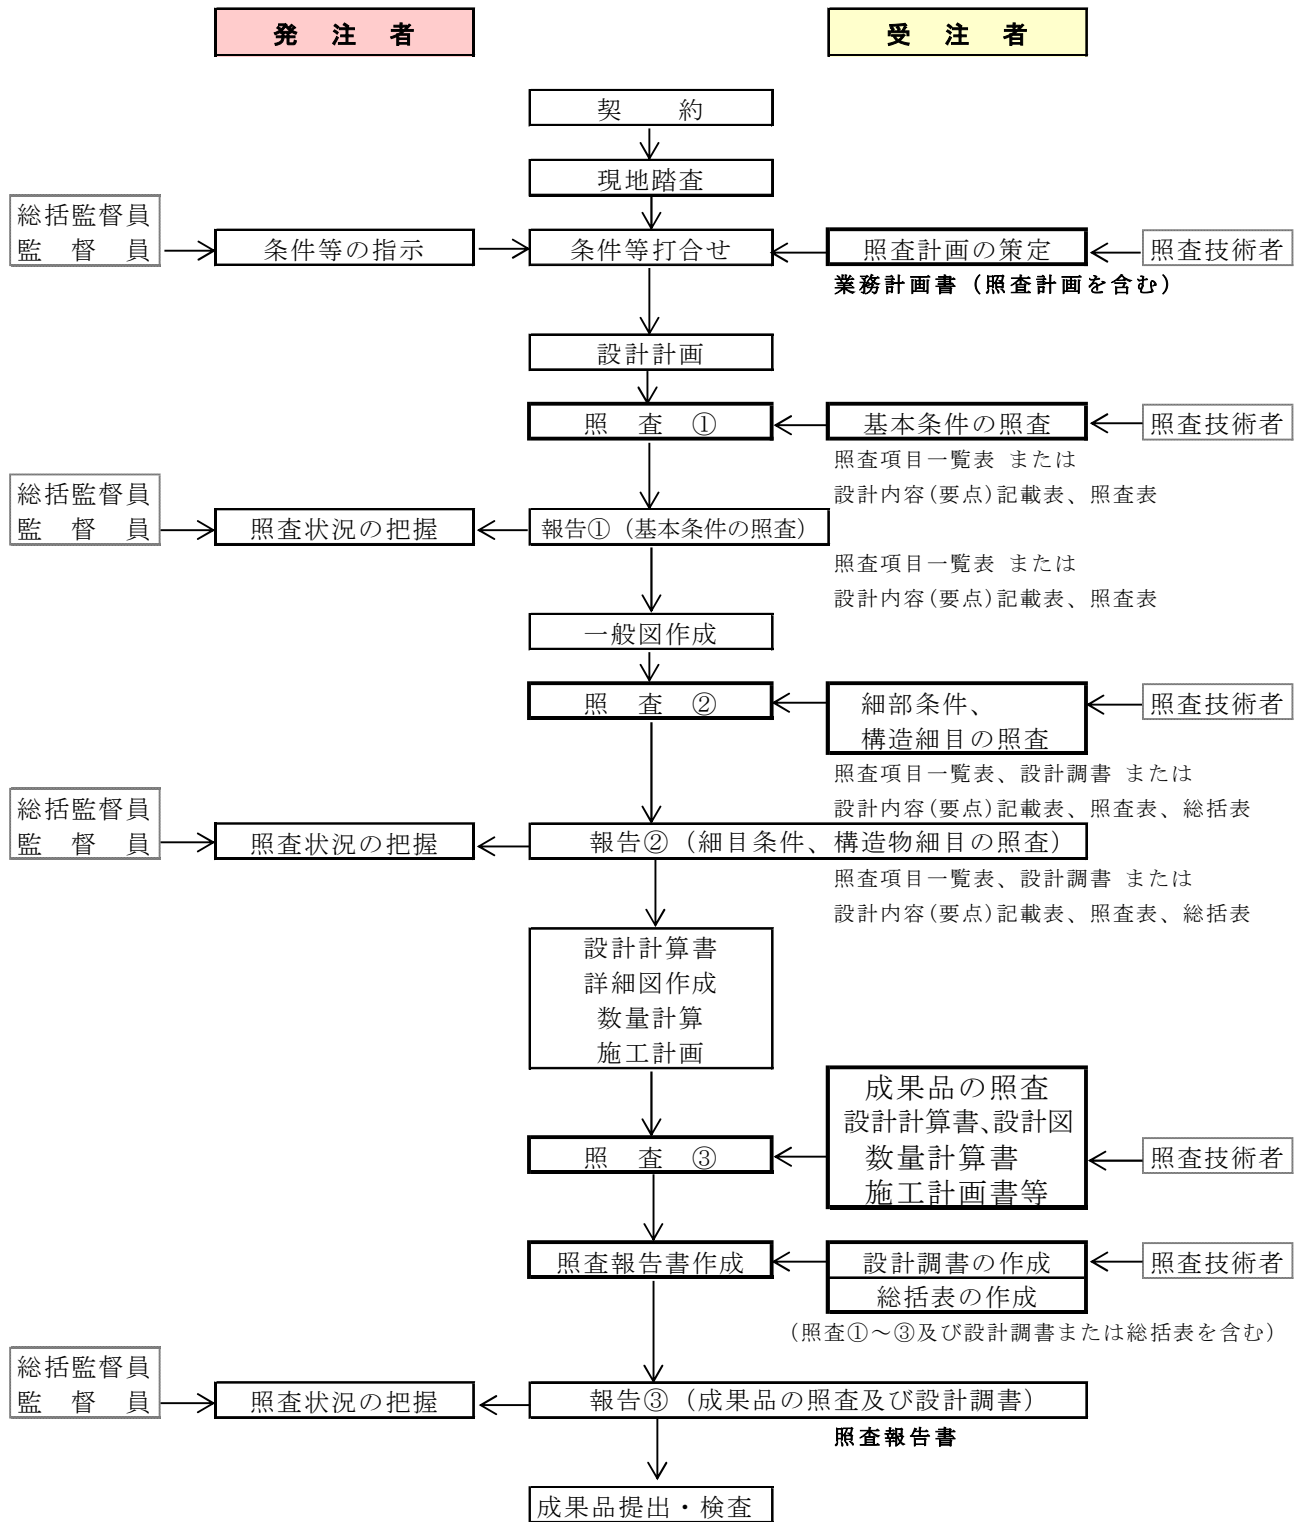 発 注 者
受 注 者
契 約
現地踏査
総括監督員
監 督 員
条件等の指示
条件等打合せ
照査計画の策定
照査技術者
業務計画書（照査計画を含む）
設計計画
照 査 ①
基本条件の照査
照査技術者
照査項目一覧表 または
設計内容(要点)記載表、照査表
総括監督員
監 督 員
照査状況の把握
報告①（基本条件の照査）
照査項目一覧表 または
設計内容(要点)記載表、照査表
一般図作成
照 査 ②
細部条件、
構造細目の照査
照査技術者
照査項目一覧表、設計調書 または
設計内容(要点)記載表、照査表、総括表
総括監督員
監 督 員
照査状況の把握
報告②（細目条件、構造物細目の照査）
照査項目一覧表、設計調書 または
設計内容(要点)記載表、照査表、総括表
設計計算書
詳細図作成
数量計算
施工計画
成果品の照査
設計計算書、設計図
数量計算書
施工計画書等
照 査 ③
照査技術者
照査報告書作成
設計調書の作成
総括表の作成
照査技術者
（照査①～③及び設計調書または総括表を含む）
総括監督員
監 督 員
照査状況の把握
報告③（成果品の照査及び設計調書）
照査報告書
成果品提出・検査